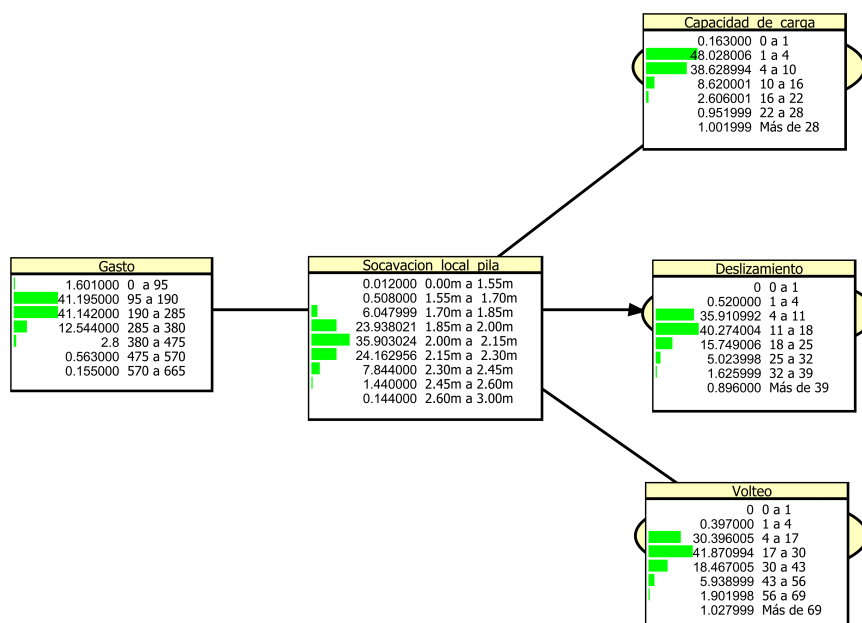 Capacidad de carga
0.163000 0 a 1
48.028006 1 a 4
38.628994 4 a 10
8.620001 10 a 16
2.606001 16 a 22
0.951999 22 a 28
1.001999 Más de 28
Gasto
1.601000 0 a 95
41.195000 95 a 190
41.142000 190 a 285
12.544000 285 a 380
2.8 380 a 475
0.563000 475 a 570
0.155000 570 a 665
Socavacion local pila
0.012000 0.00m a 1.55m
0.508000 1.55m a 1.70m
6.047999 1.70m a 1.85m
23.938021 1.85m a 2.00m
35.903024 2.00m a 2.15m
24.162956 2.15m a 2.30m
7.844000 2.30m a 2.45m
1.440000 2.45m a 2.60m
0.144000 2.60m a 3.00m
Deslizamiento
0 0 a 1
0.520000 1 a 4
35.910992 4 a 11
40.274004 11 a 18
15.749006 18 a 25
5.023998 25 a 32
1.625999 32 a 39
0.896000 Más de 39
Volteo
0 0 a 1
0.397000 1 a 4
30.396005 4 a 17
41.870994 17 a 30
18.467005 30 a 43
5.938999 43 a 56
1.901998 56 a 69
1.027999 Más de 69